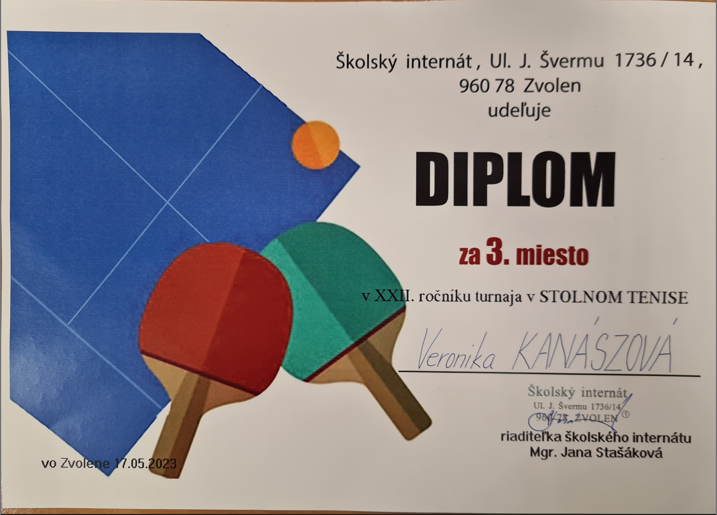 Školský internát, Ul. J. Švermu 1736/14,
960 78 Zvolen
udeľuje
DIPLOM
za 3. miesto
v XXII. ročníku turnaja v STOLNOM TENISE
Veronika KANÁSZOVÁ
Školský internát
Ul. J. Švermu 1736/14
ZVOLEN
riaditeľka školského internátu
Mgr. Jana Stašáková
vo Zvolene 17.05.2023